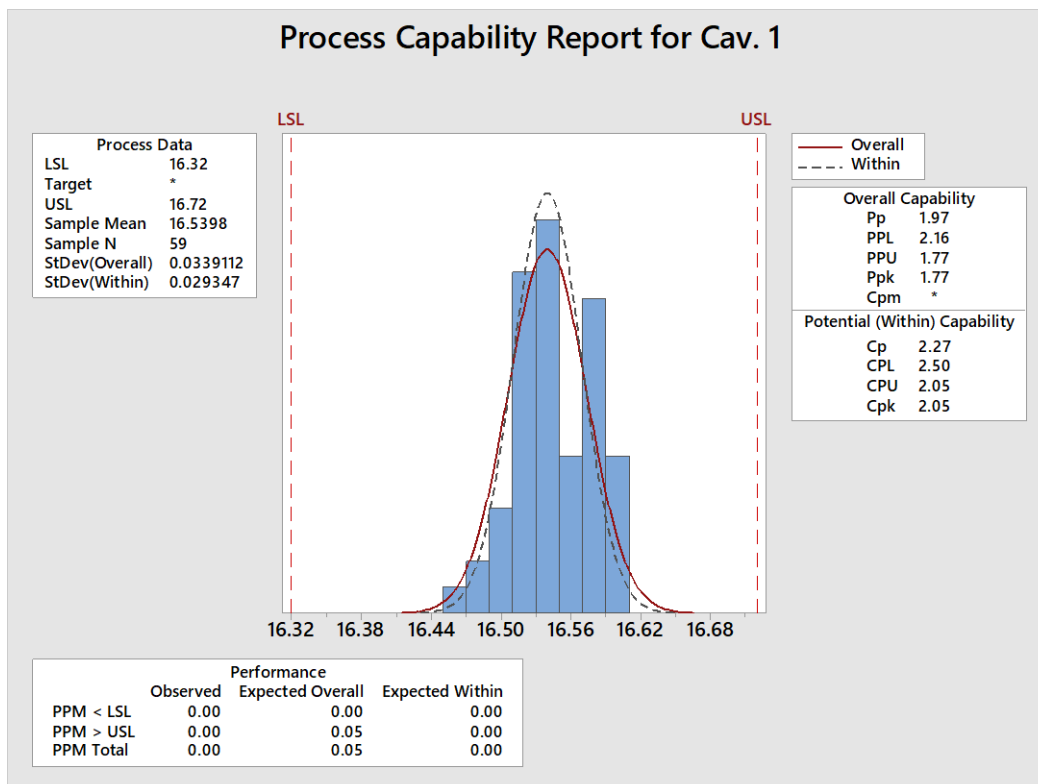 Process Capability Report for Cav. 1
LSL USL
Process Data
LSL 16.32
Target *
USL 16.72
Sample Mean 16.5398
Sample N 59
StDev(Overall) 0.0339112
StDev(Within) 0.029347
Overall
Within
Overall Capability
Pp 1.97
PPL 2.16
PPU 1.77
Ppk 1.77
Cpm *
Potential (Within) Capability
Cp 2.27
CPL 2.50
CPU 2.05
Cpk 2.05
16.32 16.38 16.44 16.50 16.56 16.62 16.68
Performance
Observed Expected Overall Expected Within
PPM < LSL 0.00 0.00 0.00
PPM > USL 0.00 0.05 0.00
PPM Total 0.00 0.05 0.00